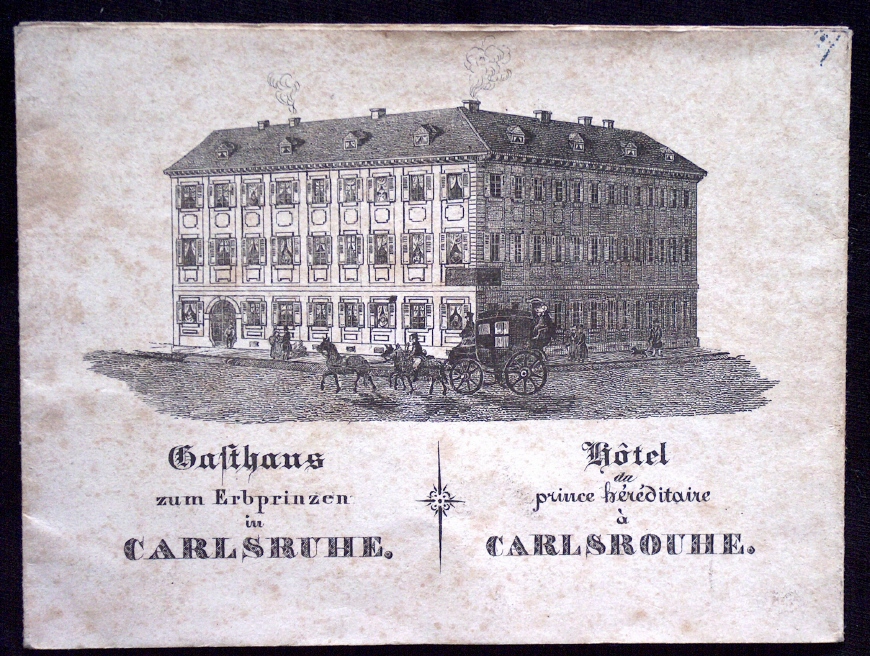 Gaſthaus
zum Erbprinzen
in
CARLSRUHE.
Hôtel
du
prince héréditaire
à
CARLSROUHE.